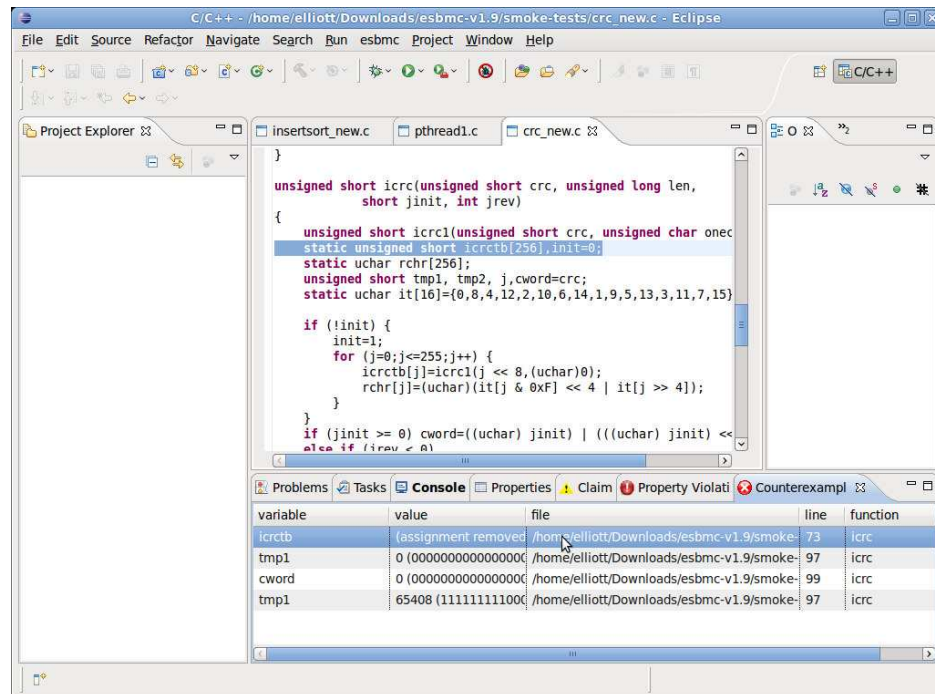 C/C++ - /home/elliott/Downloads/esbmc-v1.9/smoke-tests/crc_new.c - Eclipse
File Edit Source Refactor Navigate Search Run esbmc Project Window Help
C/C++
Project Explorer
insertsort_new.c pthread1.c crc_new.c
O
»2
}
unsigned short icrc(unsigned short crc, unsigned long len,
short jinit, int jrev)
{
unsigned short icrc1(unsigned short crc, unsigned char onec
static unsigned short icrctb[256],init=0;
static uchar rchr[256];
unsigned short tmp1, tmp2, j,cword=crc;
static uchar it[16]={0,8,4,12,2,10,6,14,1,9,5,13,3,11,7,15}
if (!init) {
init=1;
for (j=0;j<=255;j++) {
icrctb[j]=icrc1(j << 8,(uchar)0);
rchr[j]=(uchar)(it[j & 0xF] << 4 | it[j >> 4]);
}
}
if (jinit >= 0) cword=((uchar) jinit) | (((uchar) jinit) <<
else if (jrev < 0)
Problems Tasks Console Properties Claim Property Violati Counterexampl
variable value file line function
icrctb (assignment removed /home/elliott/Downloads/esbmc-v1.9/smoke- 73 icrc
tmp1 0 (0000000000000000 /home/elliott/Downloads/esbmc-v1.9/smoke- 97 icrc
cword 0 (0000000000000000 /home/elliott/Downloads/esbmc-v1.9/smoke- 99 icrc
tmp1 65408 (11111111100( /home/elliott/Downloads/esbmc-v1.9/smoke- 97 icrc